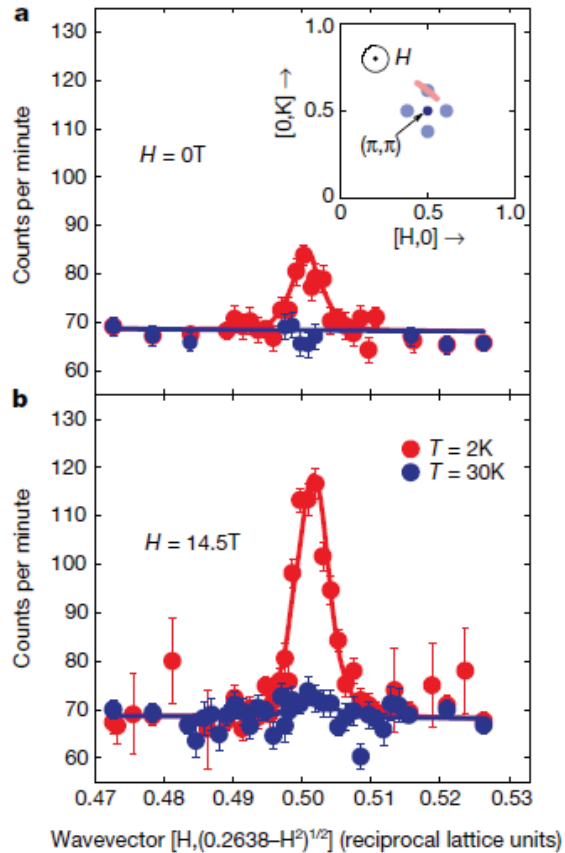 a
130
120
110
100
90
80
70
60
Counts per minute
H = 0T
1.0
0.5
0
[0,K] →
H
(π,π)
0
0.5
1.0
[H,0] →
b
130
120
110
100
90
80
70
60
Counts per minute
H = 14.5T
T = 2K
T = 30K
0.47 0.48 0.49 0.50 0.51 0.52 0.53
Wavevector [H,(0.2638–H²)¹/²] (reciprocal lattice units)